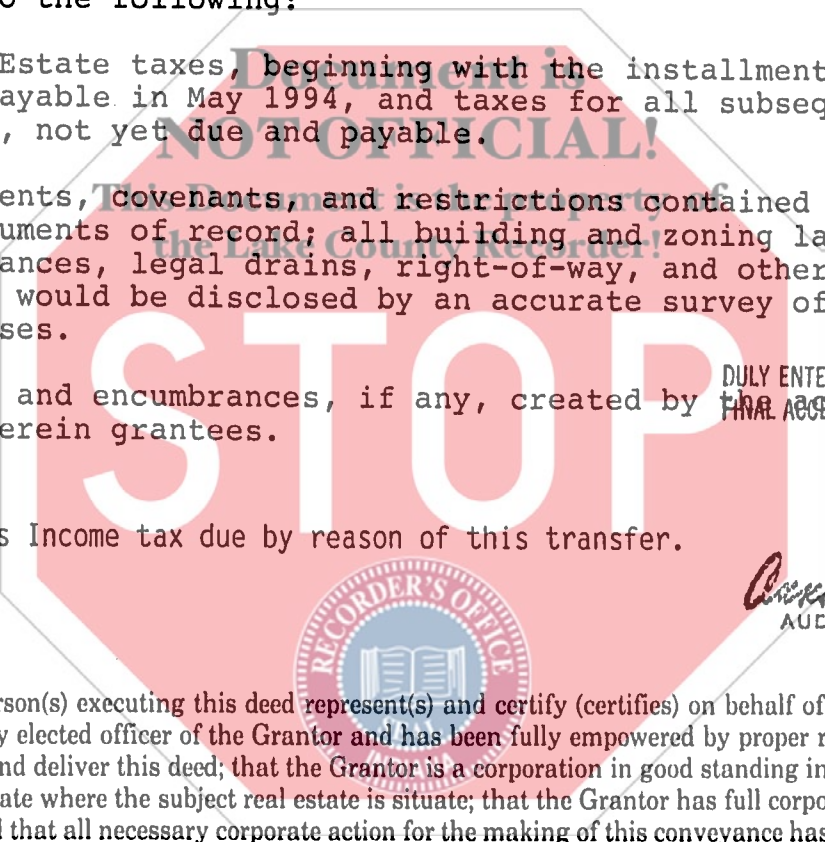 o the following:
Document is
Estate taxes, beginning with the installment
ayable in May 1994, and taxes for all subseq
NOT OFFICIAL!
, not yet due and payable.
This Document is the property of
ents, covenants, and restrictions contained
uments of record; all building and zoning la
the Lake County Recorder!
ances, legal drains, right-of-way, and other
would be disclosed by an accurate survey of
ses.
STOP
DULY ENTE
and encumbrances, if any, created by the ac
FINAL ACCE
erein grantees.
s Income tax due by reason of this transfer.
AUD
RECORDER'S OFFICE
SEAL
rson(s) executing this deed represent(s) and certify (certifies) on behalf of
y elected officer of the Grantor and has been fully empowered by proper r
nd deliver this deed; that the Grantor is a corporation in good standing in
ate where the subject real estate is situate; that the Grantor has full corpo
d that all necessary corporate action for the making of this conveyance has